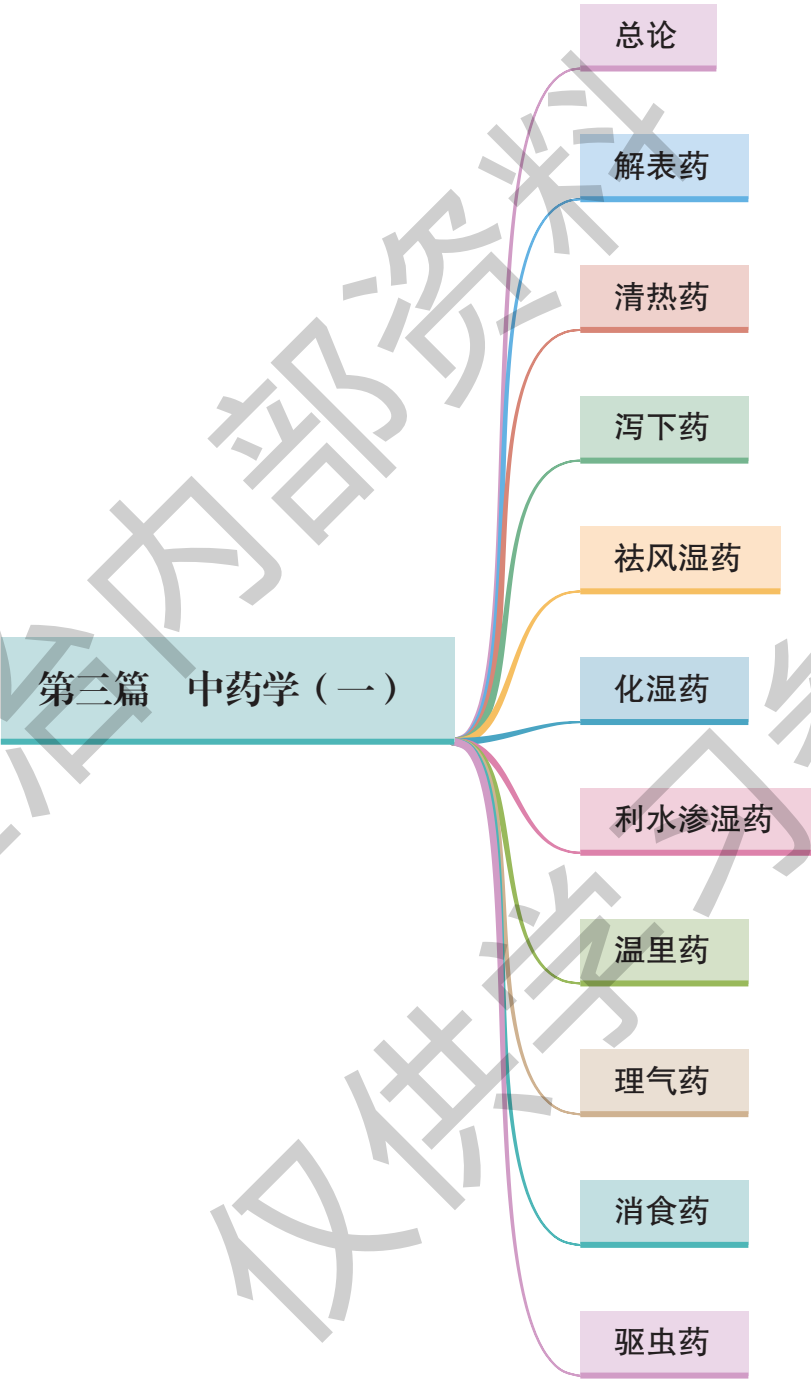 总论
解表药
清热药
泻下药
祛风湿药
第三篇　中药学（一）
化湿药
利水渗湿药
温里药
理气药
消食药
驱虫药
内部资料
仅供学习